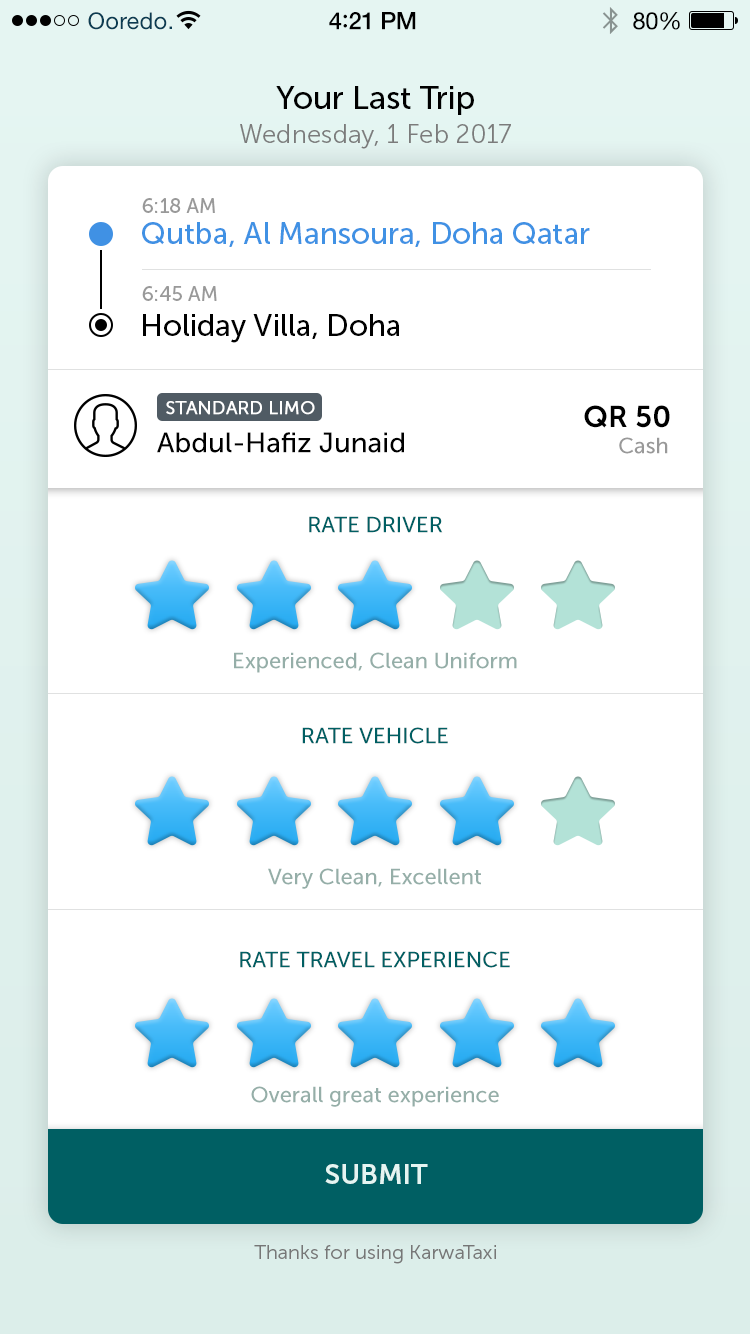 Ooredo. 4:21 PM 80%
Your Last Trip
Wednesday, 1 Feb 2017
6:18 AM
Qutba, Al Mansoura, Doha Qatar
6:45 AM
Holiday Villa, Doha
STANDARD LIMO
Abdul-Hafiz Junaid
QR 50
Cash
RATE DRIVER
Experienced, Clean Uniform
RATE VEHICLE
Very Clean, Excellent
RATE TRAVEL EXPERIENCE
Overall great experience
SUBMIT
Thanks for using KarwaTaxi